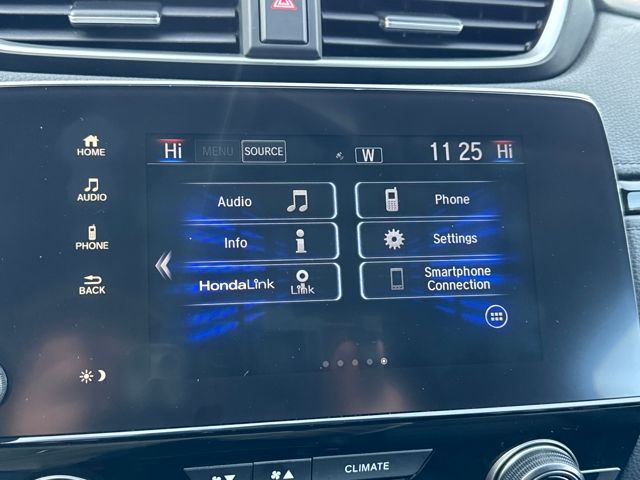 HOME
AUDIO
PHONE
BACK
Hi MENU SOURCE W 11 25 Hi
Audio
Phone
Info
Settings
HondaLink Link
Smartphone
Connection
CLIMATE